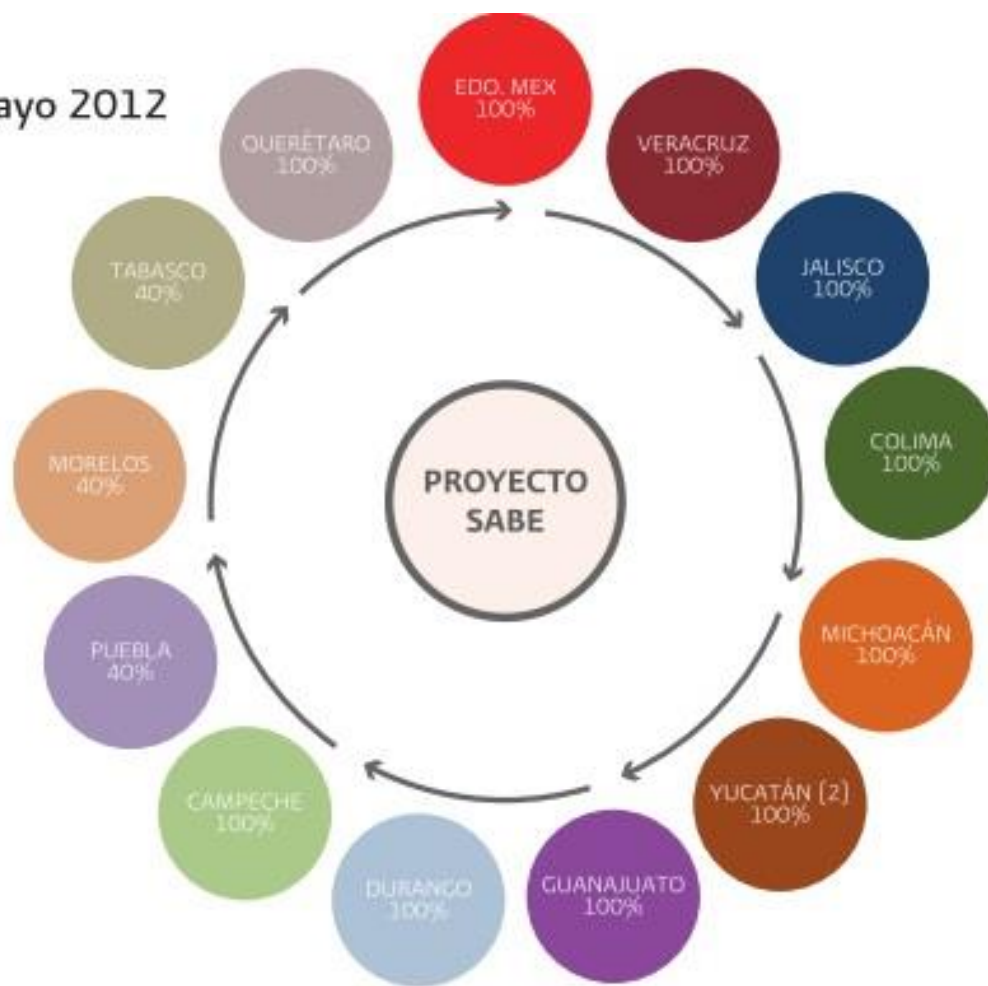 ayo 2012
EDO. MEX
100%
VERACRUZ
100%
JALISCO
100%
COLIMA
100%
MICHOACÁN
100%
YUCATÁN (2)
100%
GUANAJUATO
100%
DURANGO
100%
CAMPECHE
100%
PUEBLA
40%
MORELOS
40%
TABASCO
40%
QUERÉTARO
100%
PROYECTO
SABE